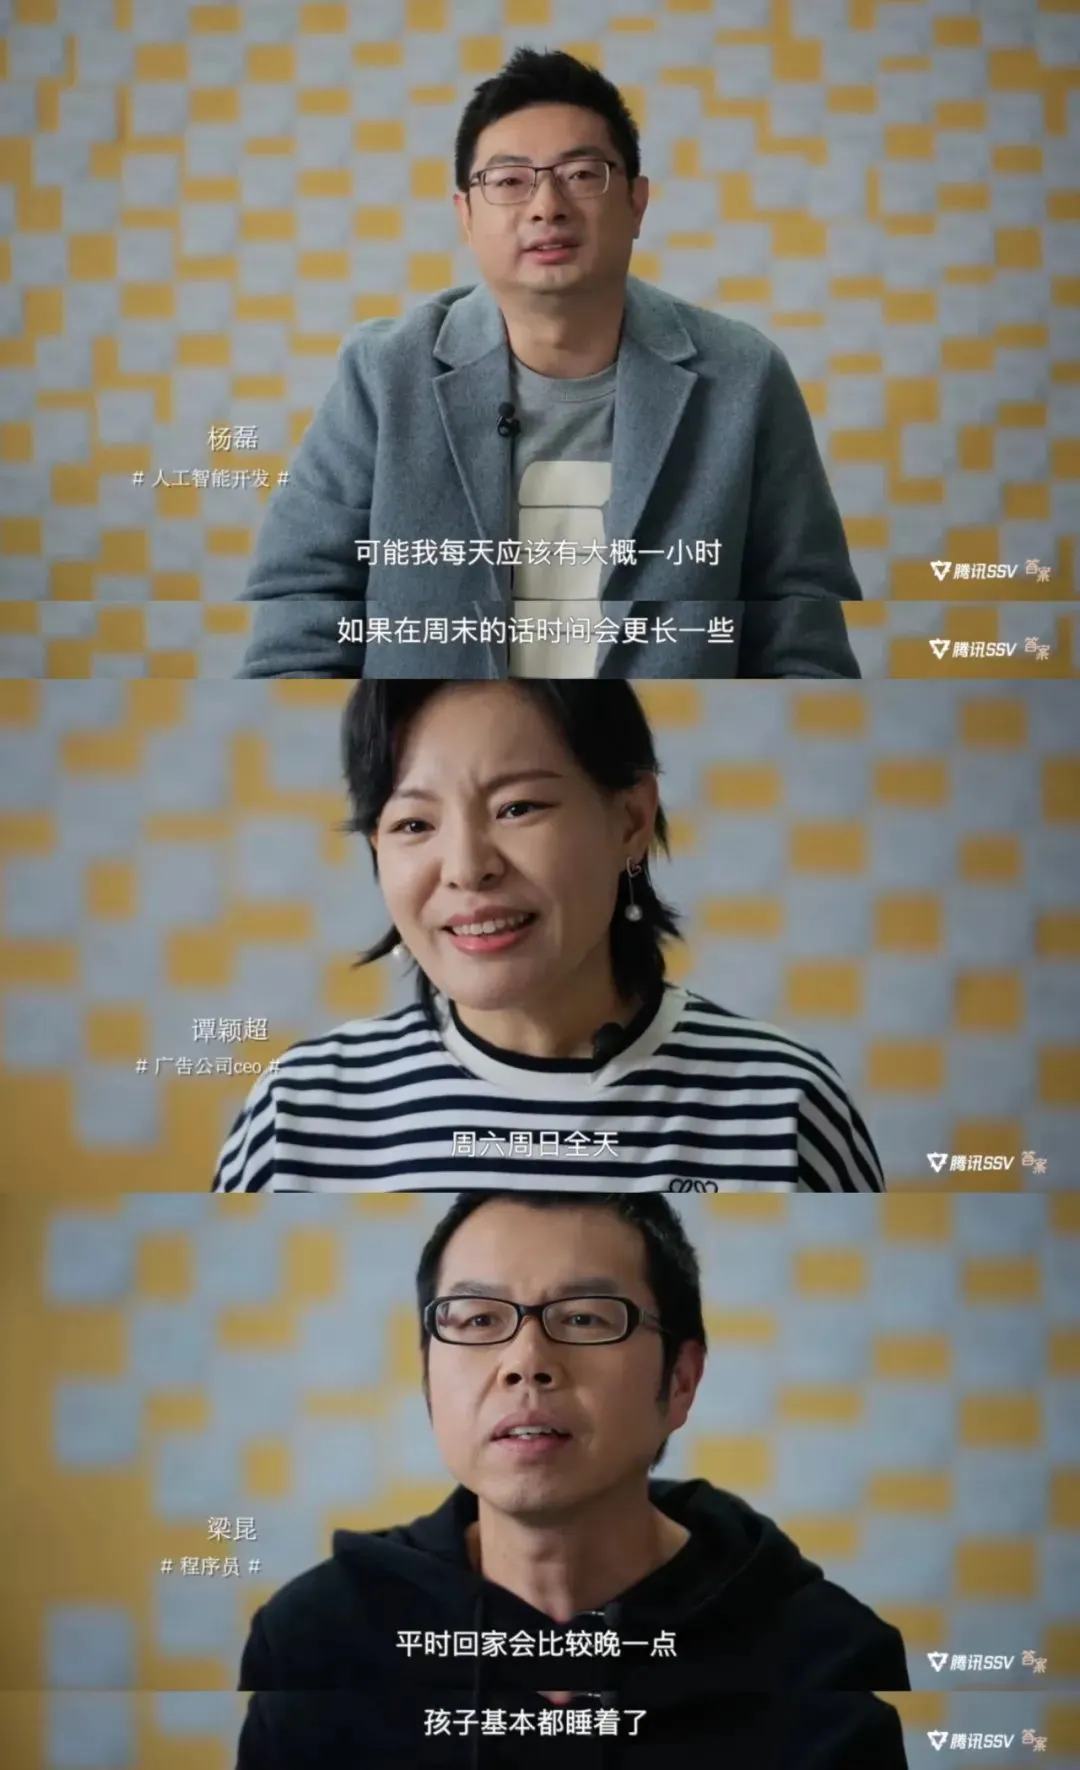 杨磊
# 人工智能开发 #
可能我每天应该有大概一小时
腾讯SSV 答案
如果在周末的话时间会更长一些
腾讯SSV 答案
谭颖超
# 广告公司ceo #
周六周日全天
腾讯SSV 答案
梁昆
# 程序员 #
平时回家会比较晚一点
腾讯SSV 答案
孩子基本都睡着了
腾讯SSV 答案